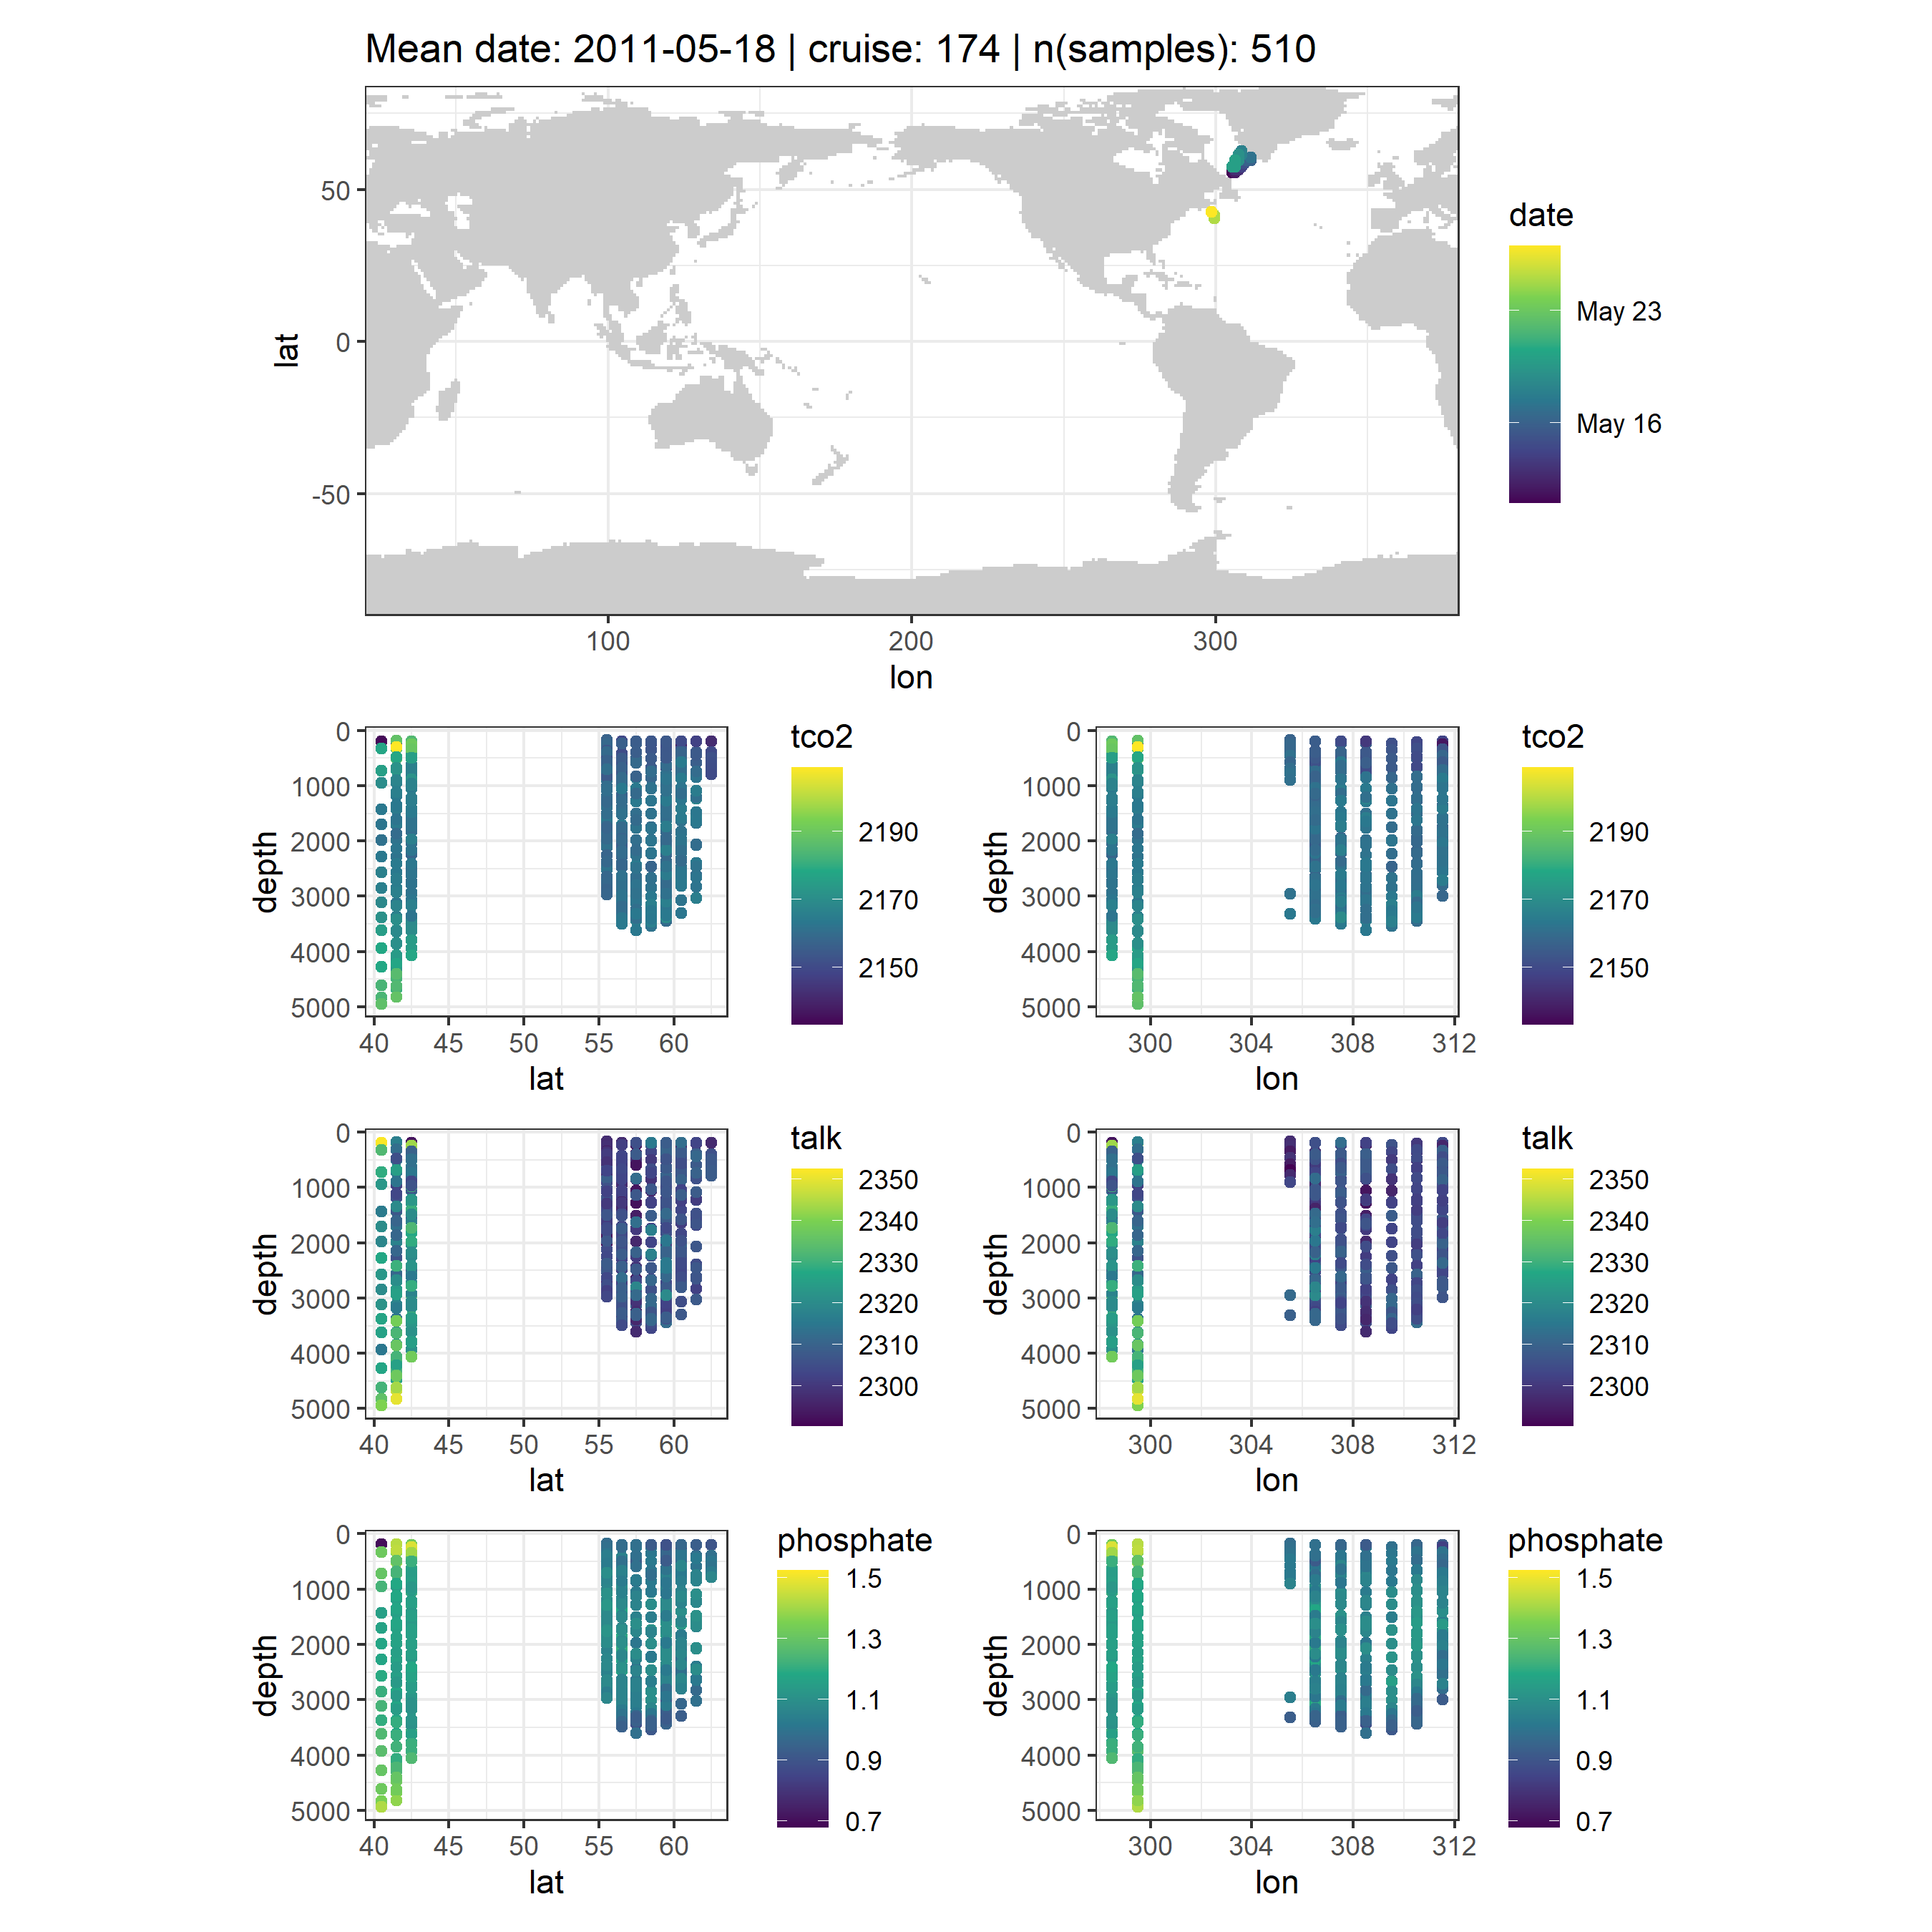 Mean date: 2011-05-18 | cruise: 174 | n(samples): 510
50
0
-50
lat
100 200 300
lon
date
May 23
May 16
0
1000
2000
3000
4000
5000
depth
40 45 50 55 60
lat
tco2
2190
2170
2150
0
1000
2000
3000
4000
5000
depth
300 304 308 312
lon
tco2
2190
2170
2150
0
1000
2000
3000
4000
5000
depth
40 45 50 55 60
lat
talk
2350
2340
2330
2320
2310
2300
0
1000
2000
3000
4000
5000
depth
300 304 308 312
lon
talk
2350
2340
2330
2320
2310
2300
0
1000
2000
3000
4000
5000
depth
40 45 50 55 60
lat
phosphate
1.5
1.3
1.1
0.9
0.7
0
1000
2000
3000
4000
5000
depth
300 304 308 312
lon
phosphate
1.5
1.3
1.1
0.9
0.7